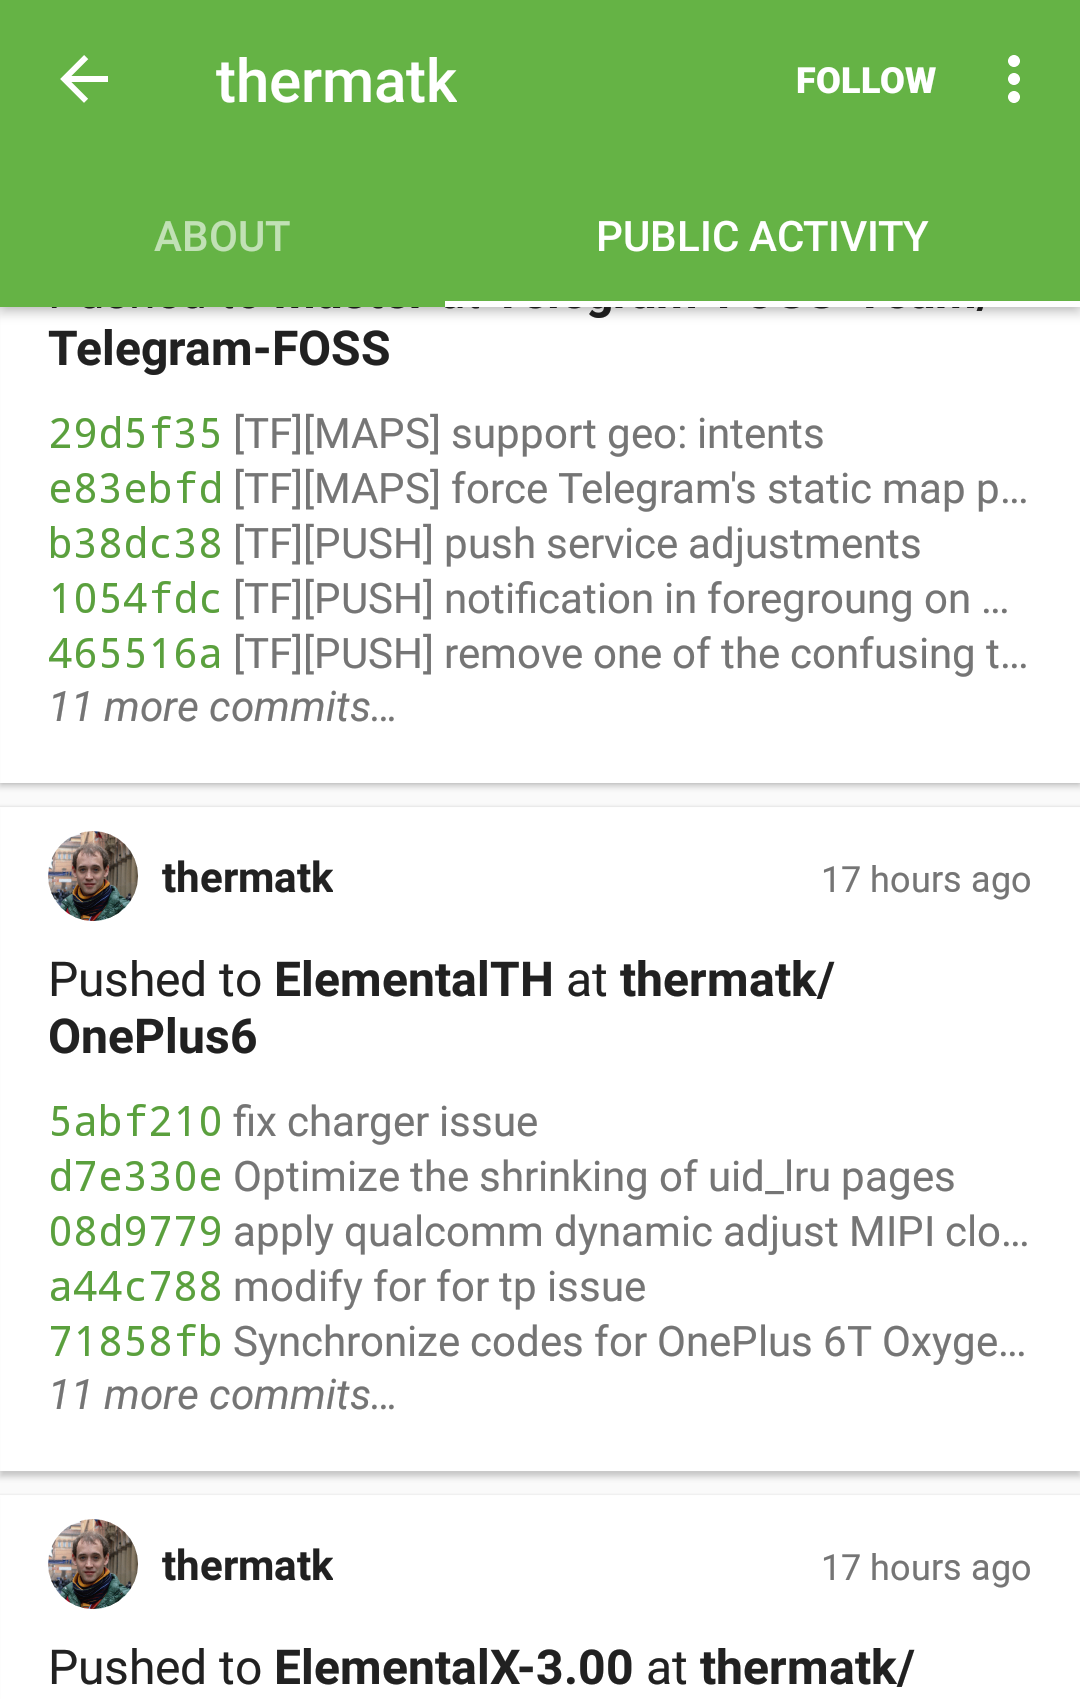 thermatk
FOLLOW
ABOUT
PUBLIC ACTIVITY
Telegram-FOSS
29d5f35 [TF][MAPS] support geo: intents
e83ebfd [TF][MAPS] force Telegram's static map p…
b38dc38 [TF][PUSH] push service adjustments
1054fdc [TF][PUSH] notification in foregroung on …
465516a [TF][PUSH] remove one of the confusing t…
11 more commits…
thermatk
17 hours ago
Pushed to ElementalTH at thermatk/
OnePlus6
5abf210 fix charger issue
d7e330e Optimize the shrinking of uid_lru pages
08d9779 apply qualcomm dynamic adjust MIPI clo…
a44c788 modify for for tp issue
71858fb Synchronize codes for OnePlus 6T Oxyge…
11 more commits…
thermatk
17 hours ago
Pushed to ElementalX-3.00 at thermatk/